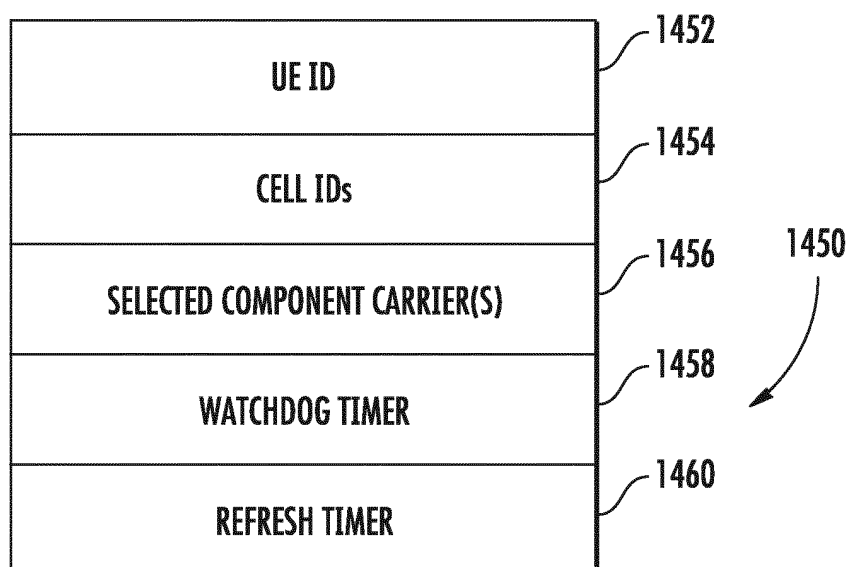 1452
UE ID
1454
CELL IDs
1456
1450
SELECTED COMPONENT CARRIER(S)
1458
WATCHDOG TIMER
1460
REFRESH TIMER